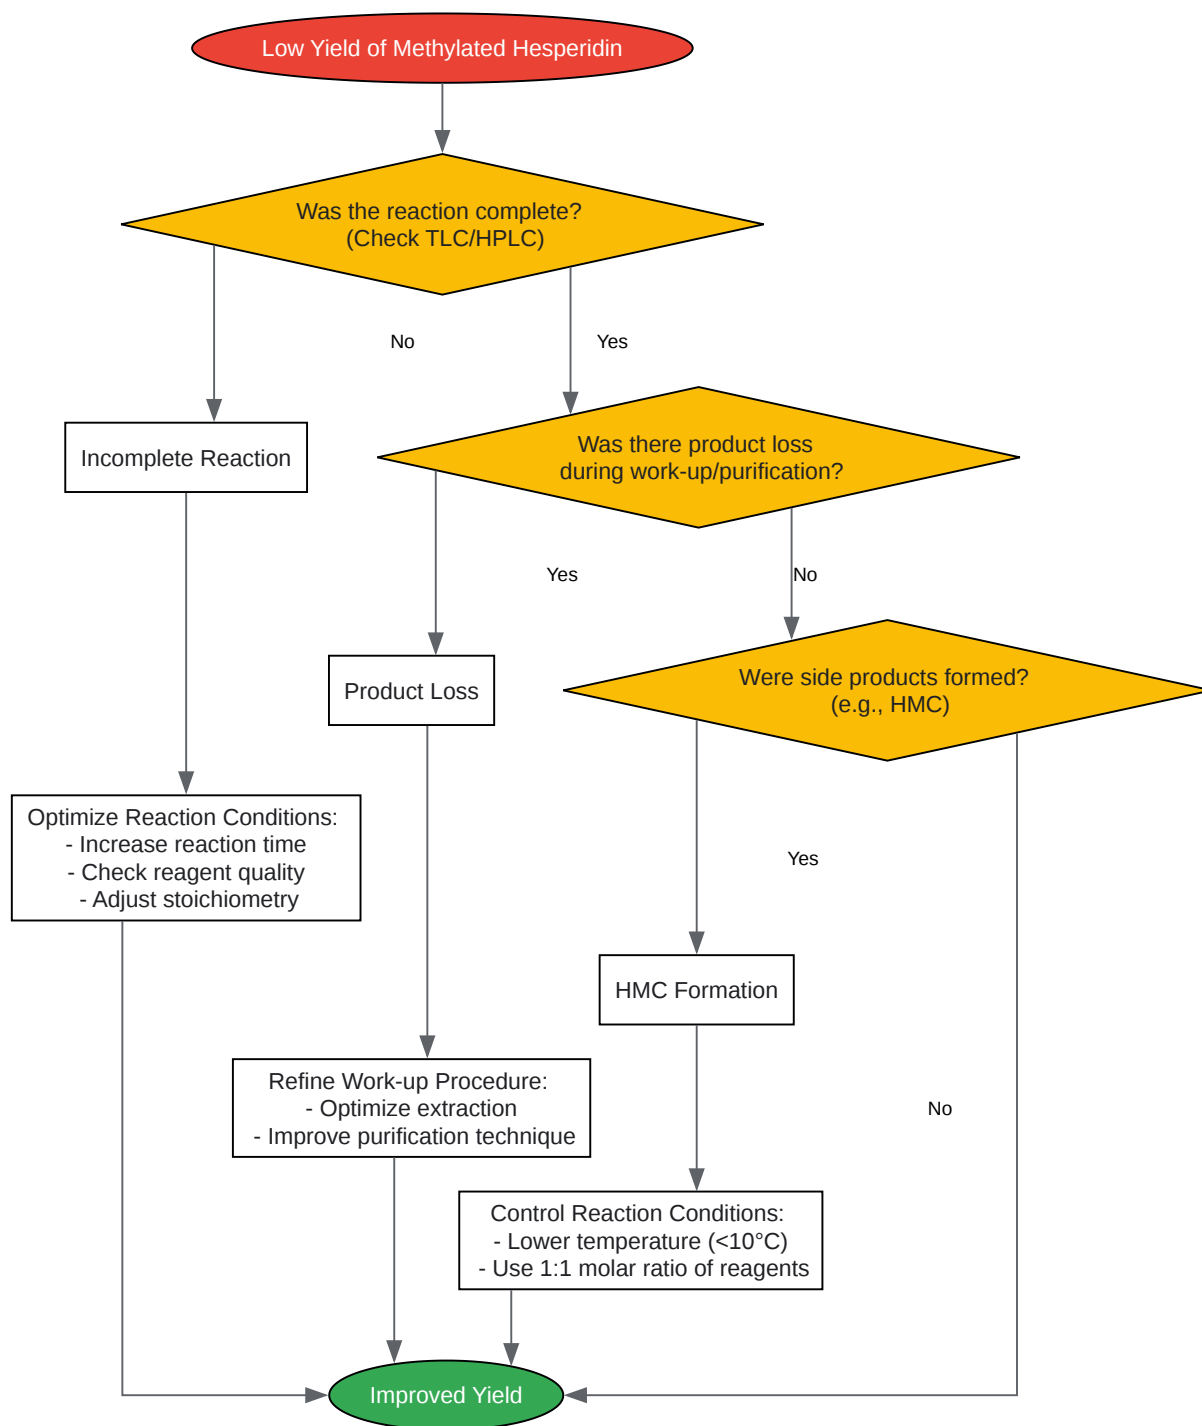 Low Yield of Methylated Hesperidin
Was the reaction complete?
(Check TLC/HPLC)
No
Yes
Incomplete Reaction
Was there product loss
during work-up/purification?
Yes
No
Product Loss
Were side products formed?
(e.g., HMC)
Optimize Reaction Conditions:
- Increase reaction time
- Check reagent quality
- Adjust stoichiometry
Yes
HMC Formation
No
Refine Work-up Procedure:
- Optimize extraction
- Improve purification technique
Control Reaction Conditions:
- Lower temperature (<10°C)
- Use 1:1 molar ratio of reagents
Improved Yield